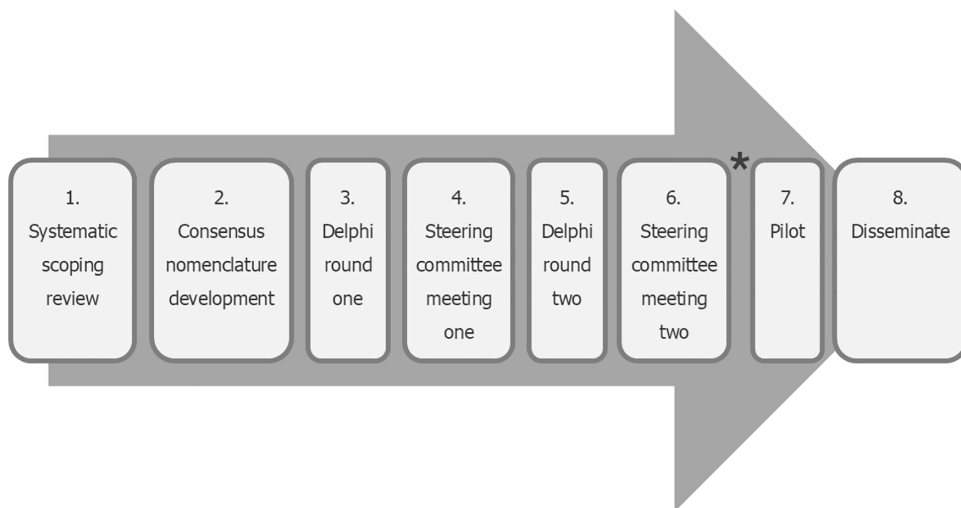 1.
Systematic
scoping
review
2.
Consensus
nomenclature
development
3.
Delphi
round
one
4.
Steering
committee
meeting
one
5.
Delphi
round
two
6.
Steering
committee
meeting
two
*
7.
Pilot
8.
Disseminate